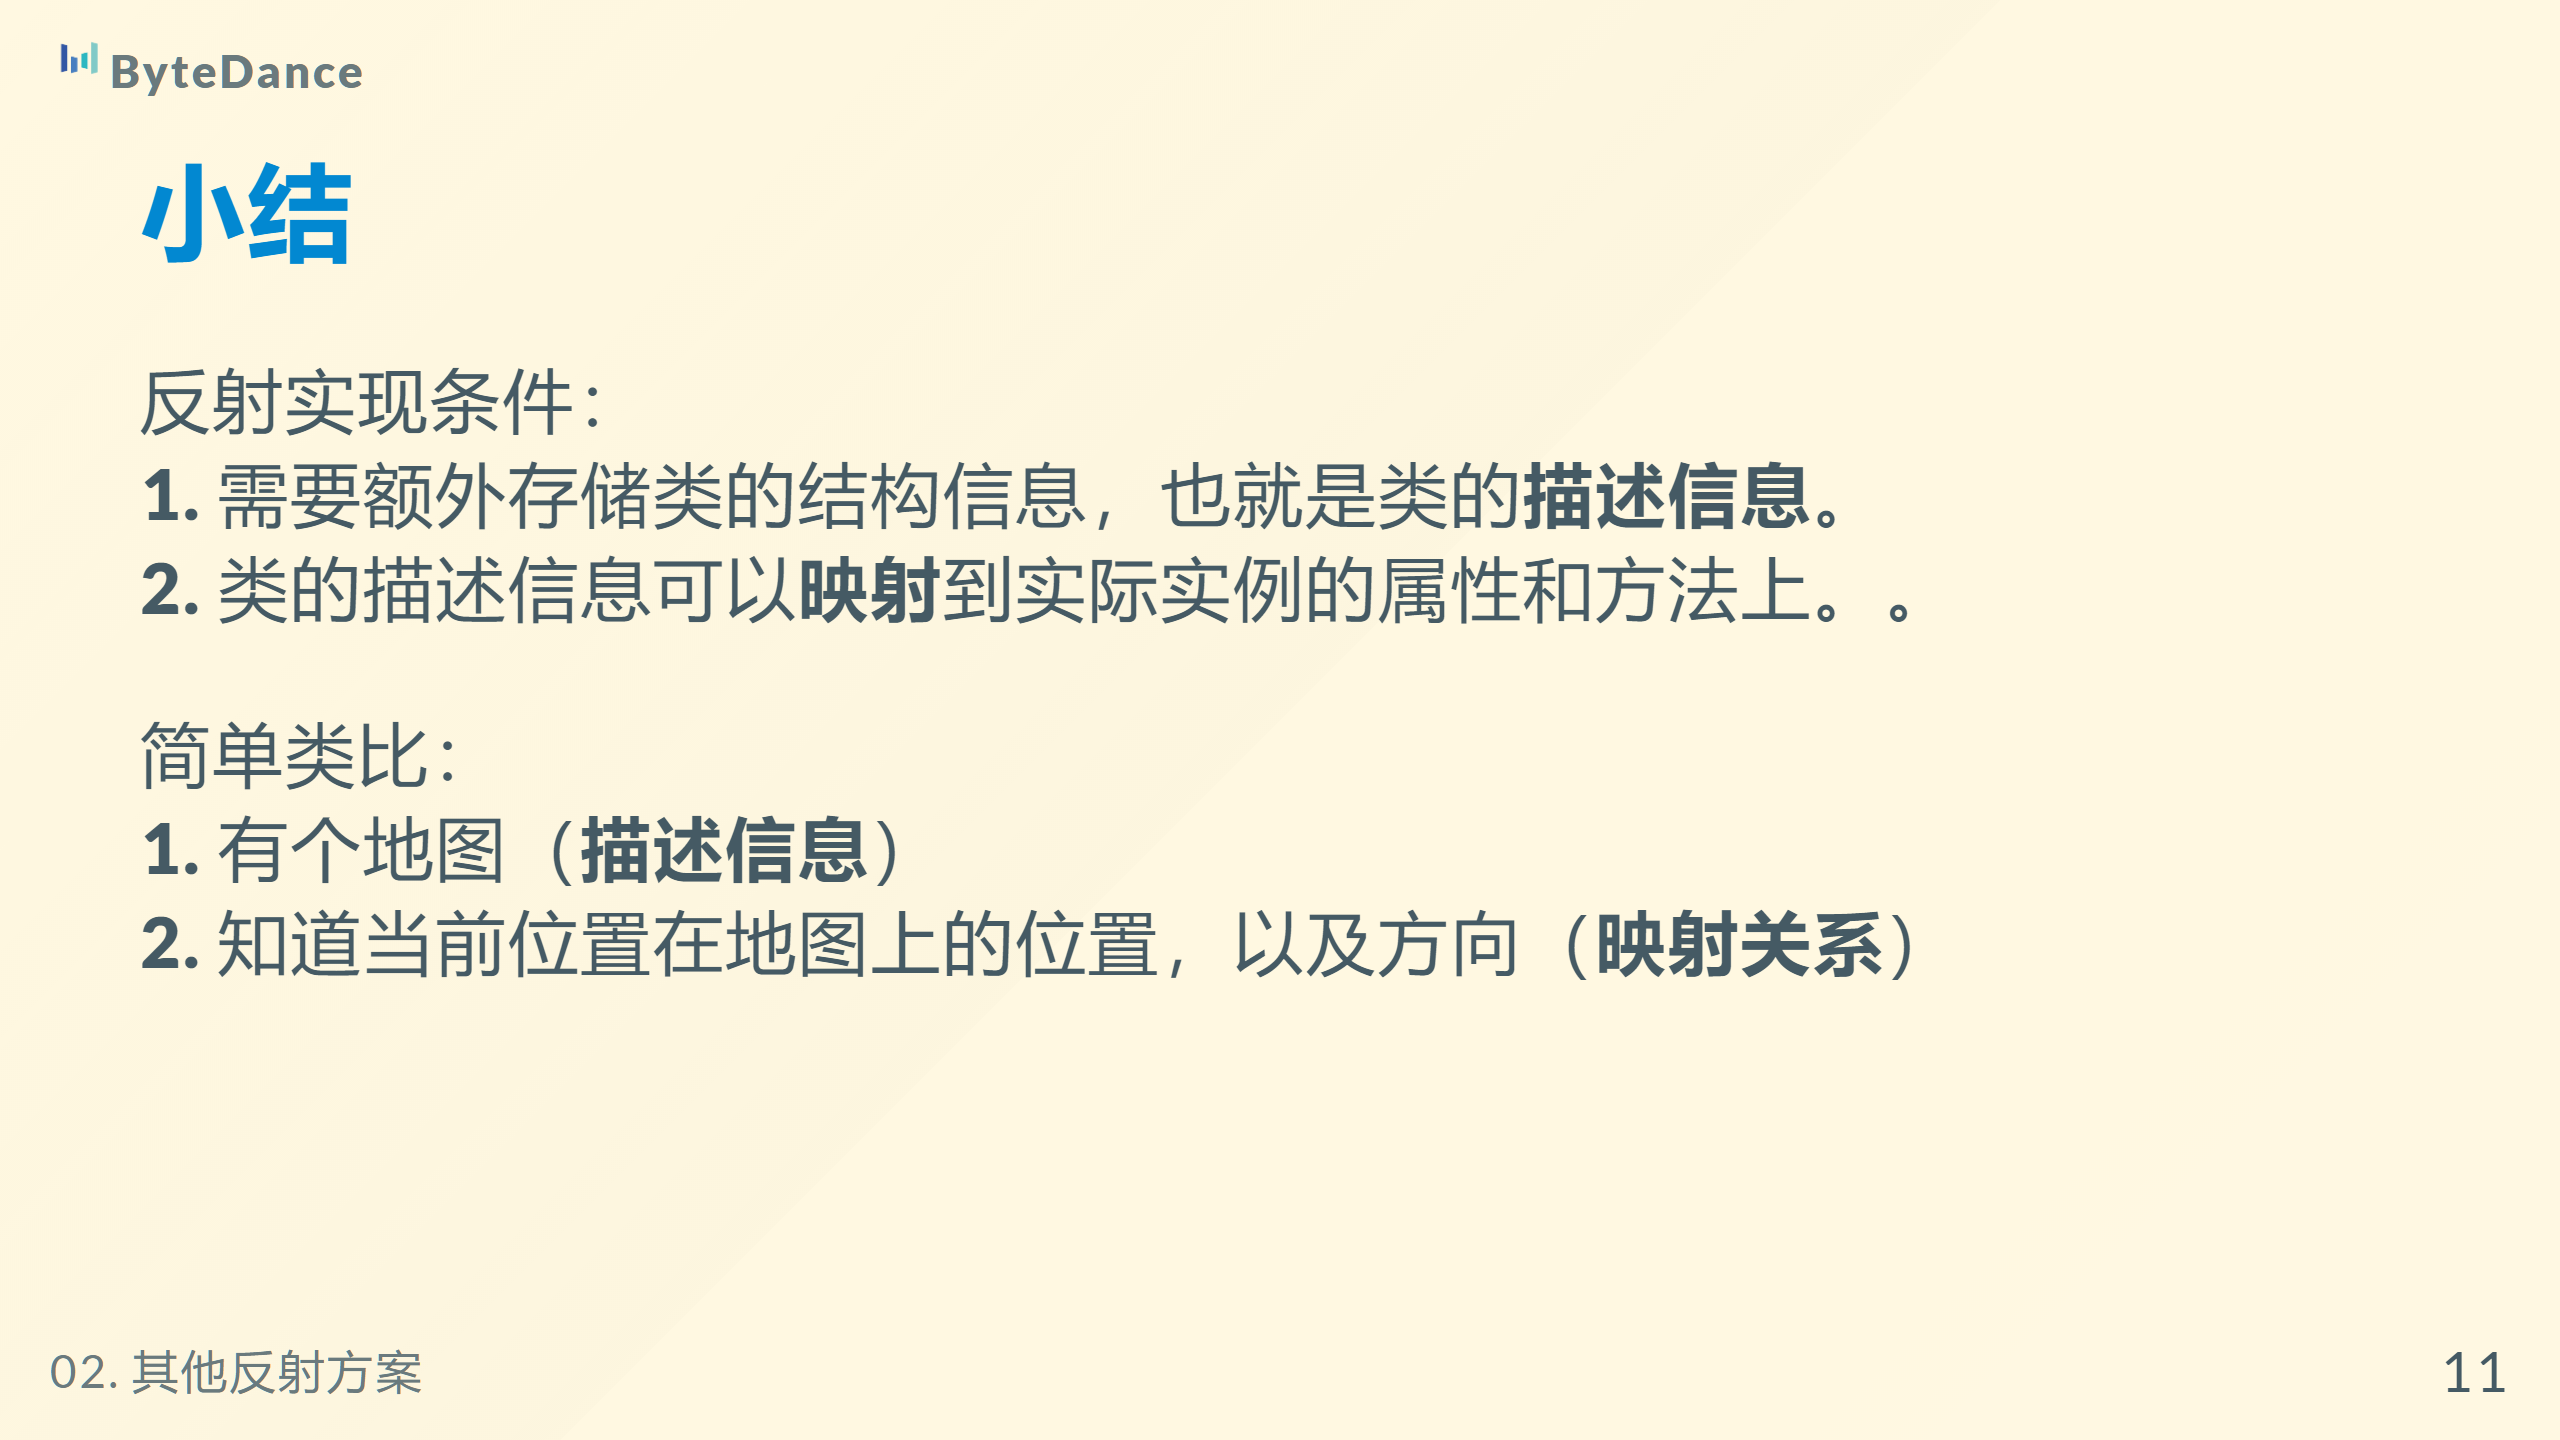 ByteDance
小结
反射实现条件：
1. 需要额外存储类的结构信息，也就是类的描述信息。
2. 类的描述信息可以映射到实际实例的属性和方法上。。
简单类比：
1. 有个地图（描述信息）
2. 知道当前位置在地图上的位置，以及方向（映射关系）
02. 其他反射方案
11